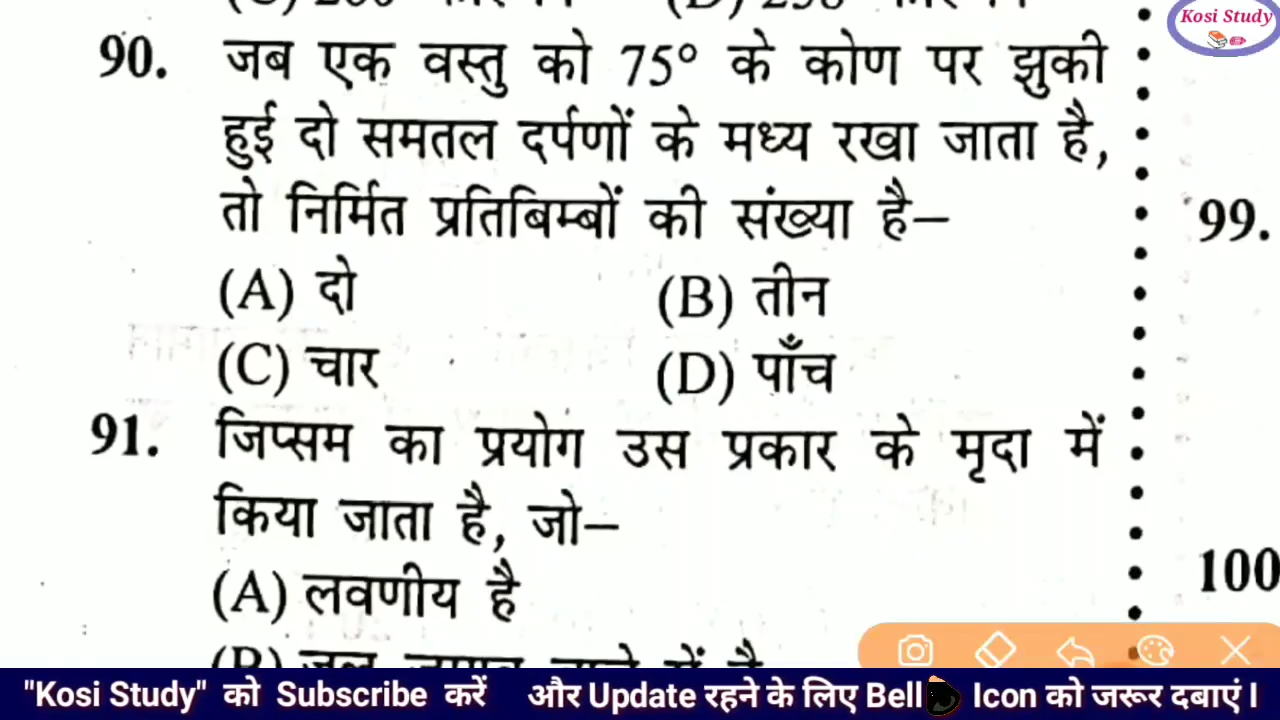 Kosi Study
90. जब एक वस्तु को 75° के कोण पर झुकी
हुई दो समतल दर्पणों के मध्य रखा जाता है,
तो निर्मित प्रतिबिम्बों की संख्या है–
(A) दो (B) तीन
(C) चार (D) पाँच
91. जिप्सम का प्रयोग उस प्रकार के मृदा में
किया जाता है, जो–
(A) लवणीय है
99.
100
"Kosi Study" को Subscribe करें और Update रहने के लिए Bell Icon को जरूर दबाएं I